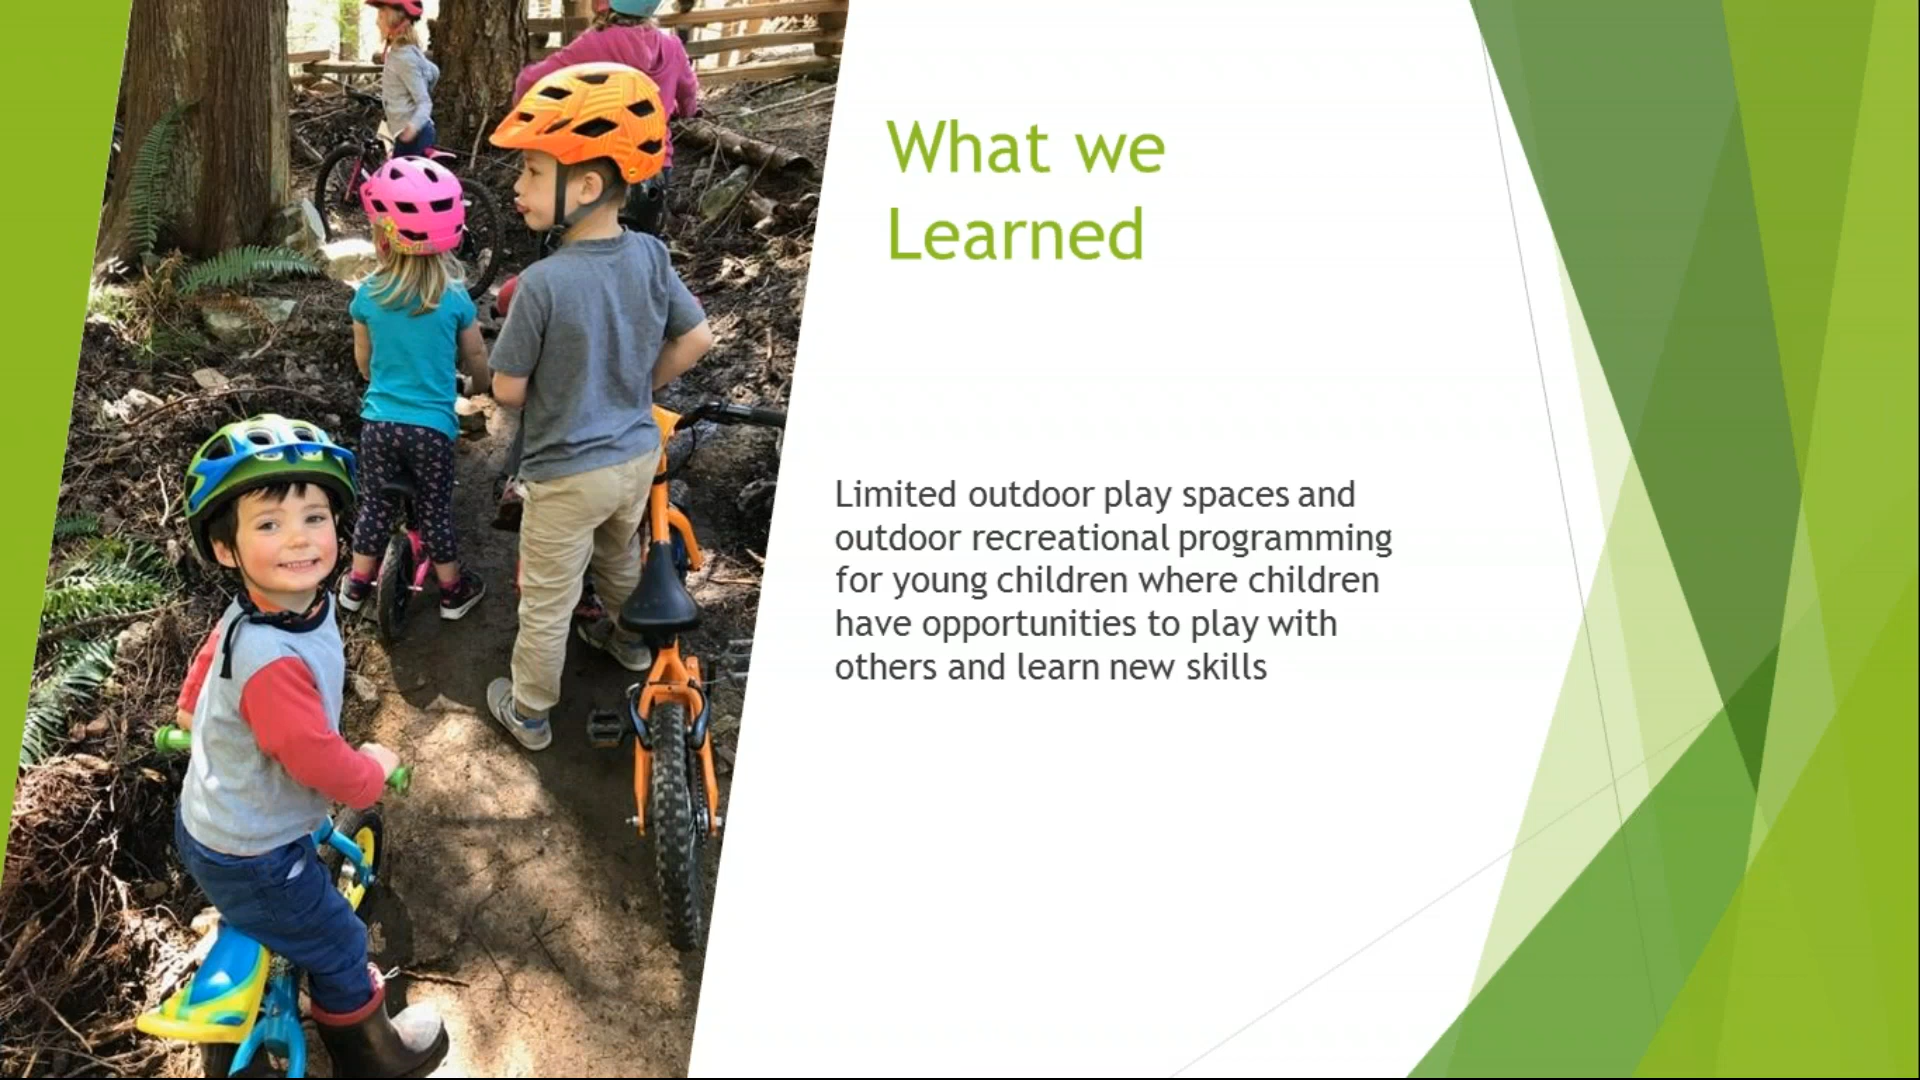 What we
Learned
Limited outdoor play spaces and
outdoor recreational programming
for young children where children
have opportunities to play with
others and learn new skills